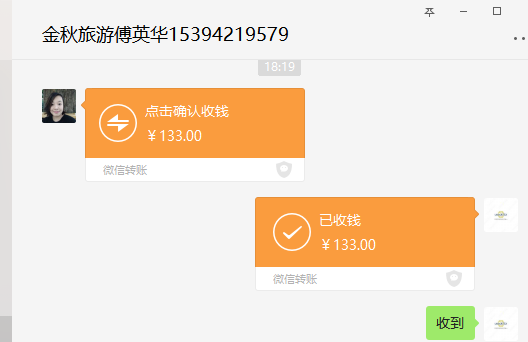 金秋旅游傅英华15394219579
18:19
点击确认收钱
￥133.00
微信转账
已收钱
￥133.00
微信转账
收到